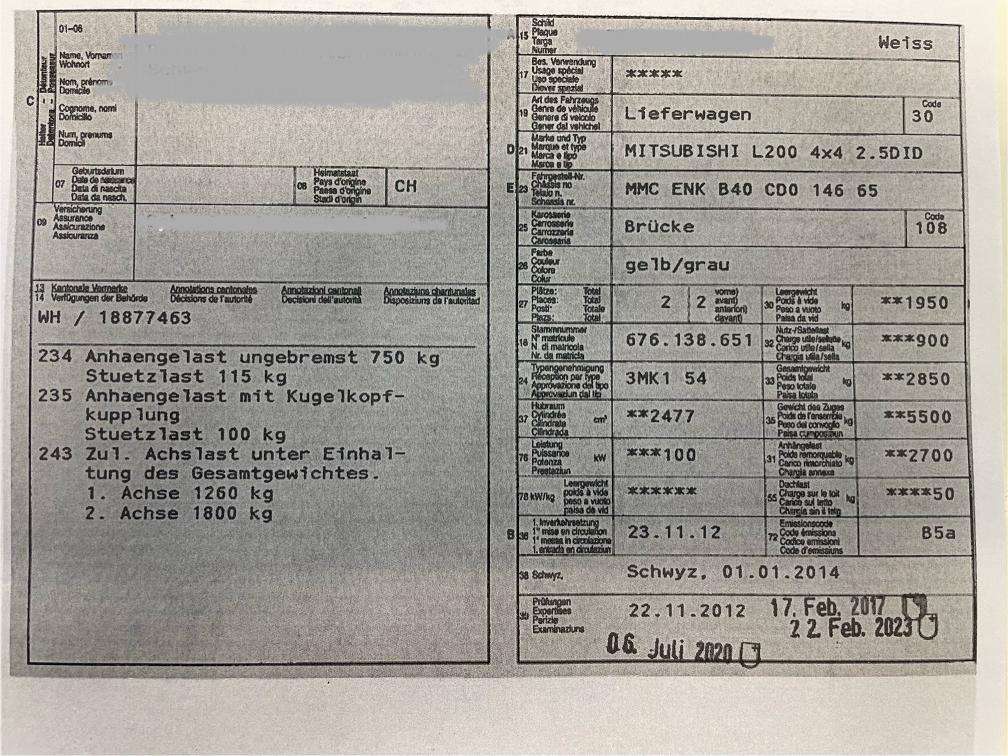 01-06
Name, Vornamen
Wohnort
Nom, prénoms
Domicile
Cognome, nomi
Domicilio
Num, prenums
Domicil
C
Halter - Détenteur
Detentore - Possessur
07
Geburtsdatum
Date de naissance
Data di nascita
Data da nasch.
08
Heimatstaat
Pays d'origine
Paese d'origine
Stadi d'origin
CH
09
Versicherung
Assurance
Assicurazione
Assicuranza
13 Kantonale Vermerke Annotations cantonales Annotazioni cantonali Annotaziuns chantunalas
14 Verfügungen der Behörde Décisions de l'autorité Decisioni dell'autorità Disposiziuns da l'autoritad
WH / 18877463
234 Anhaengelast ungebremst 750 kg
Stuetzlast 115 kg
235 Anhaengelast mit Kugelkopf-
kupplung
Stuetzlast 100 kg
243 Zul. Achslast unter Einhal-
tung des Gesamtgewichtes.
1. Achse 1260 kg
2. Achse 1800 kg
A 15
Schild
Plaque
Targa
Numer
Weiss
17
Bes. Verwendung
Usage spécial
Uso speciale
Diever spezial
*****
19
Art des Fahrzeugs
Genre de véhicule
Genere di veicolo
Gener dal vehichel
Lieferwagen
Code
30
D 21
Marke und Typ
Marque et type
Marca e tipo
Marca e tip
MITSUBISHI L200 4x4 2.5DID
E 23
Fahrgestell-Nr.
Châssis no
Telaio n.
Schassis nr.
MMC ENK B40 CD0 146 65
25
Karosserie
Carrosserie
Carrozzeria
Carossaria
Brücke
Code
108
26
Farbe
Couleur
Colore
Colur
gelb/grau
27
Plätze: Total
Places: Total
Posti: Totale
Plazs: Total
2
2
vorne)
avant)
anteriori)
davant)
30
Leergewicht
Poids à vide
Peso a vuoto
Paisa da vid
kg
**1950
18
Stammnummer
N° matricule
N. di matricola
Nr. da matricla
676.138.651
32
Nutz-/Sattellast
Charge utile/sellette
Carico utile/sella
Chargia utila/sella
kg
***900
24
Typengenehmigung
Réception par type
Approvazione del tipo
Approvaziun dal tip
3MK1 54
33
Gesamtgewicht
Poids total
Peso totale
Paisa totala
kg
**2850
37
Hubraum
Cylindrée
Cilindrata
Cilindrada
cm³
**2477
35
Gewicht des Zuges
Poids de l'ensemble
Peso del convoglio
Paisa cumposiziun
kg
**5500
76
Leistung
Puissance
Potenza
Prestaziun
kW
***100
31
Anhängelast
Poids remorquable
Carico rimorchiato
Chargia annexa
kg
**2700
78 kW/kg
Leergewicht
poids à vide
peso a vuoto
paisa da vid
******
55
Dachlast
Charge sur le toit
Carico sul tetto
Chargia sin il tetg
kg
****50
B 36
1. Inverkehrsetzung
1re mise en circulation
1a messa in circolazione
1. entrada en circulaziun
23.11.12
72
Emissionscode
Code émissions
Codice emissioni
Code d'emissiuns
B5a
38 Schwyz,
Schwyz, 01.01.2014
39
Prüfungen
Expertises
Perizie
Examinaziuns
22.11.2012
17. Feb. 2017
22. Feb. 2023
06. Juli 2020